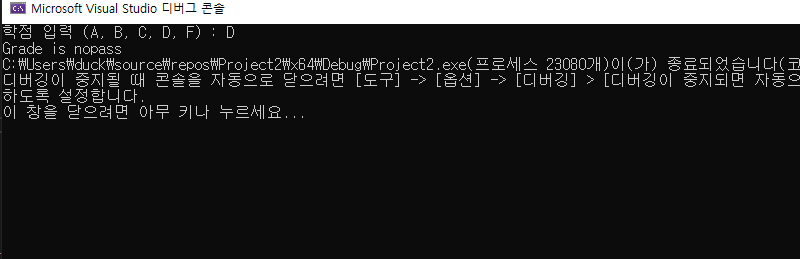 Microsoft Visual Studio 디버그 콘솔
학점 입력 (A, B, C, D, F) : D
Grade is nopass
C:₩Users₩duck₩source₩repos₩Project2₩x64₩Debug₩Project2.exe(프로세스 23080개)이(가) 종료되었습니다(코
디버깅이 중지될 때 콘솔을 자동으로 닫으려면 [도구] -> [옵션] -> [디버깅] > [디버깅이 중지되면 자동으
하도록 설정합니다.
이 창을 닫으려면 아무 키나 누르세요...